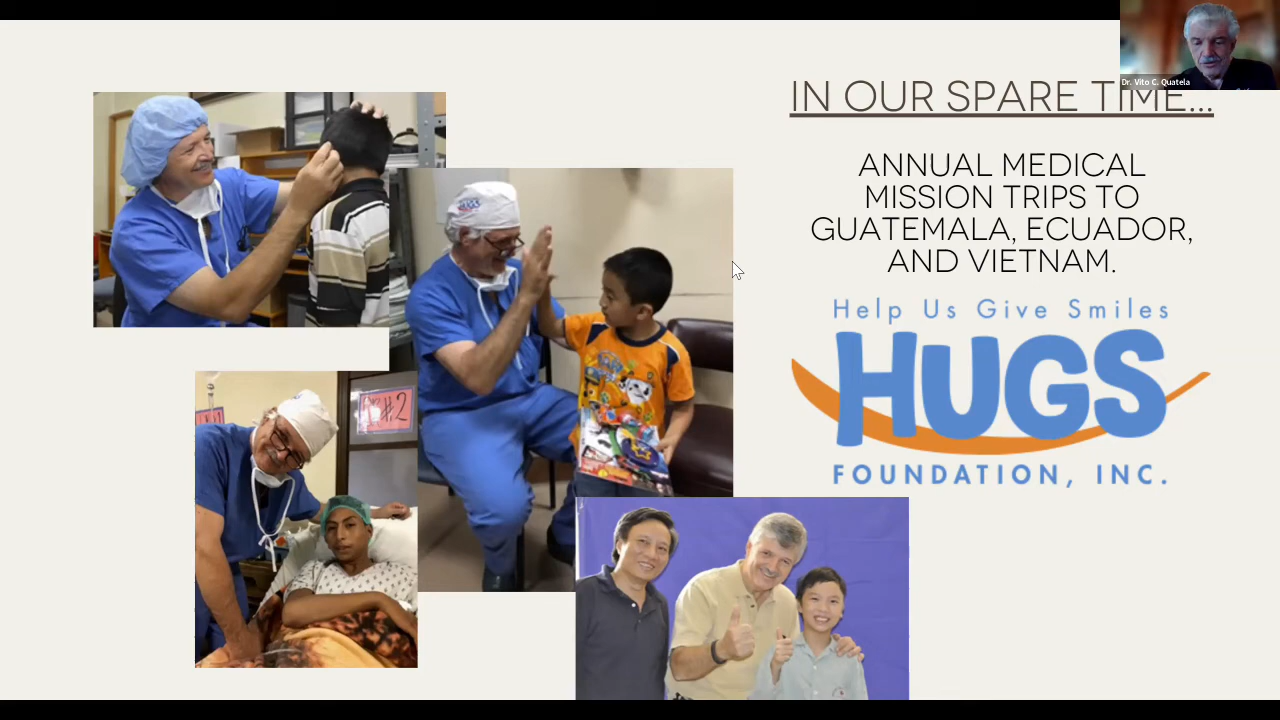 Dr. Vito C. Quatela
IN OUR SPARE TIME...
ANNUAL MEDICAL
MISSION TRIPS TO
GUATEMALA, ECUADOR,
AND VIETNAM.
Help Us Give Smiles
HUGS
FOUNDATION, INC.
HUGS
#2